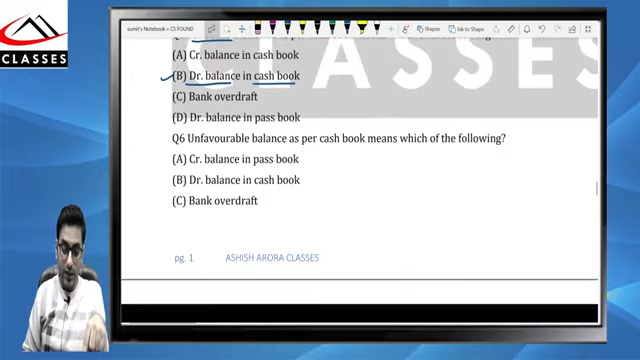 CLASSES
sumit's Notebook » CS FOUND
Shapes
Ink to Shape
(A) Cr. balance in cash book
(B) Dr. balance in cash book
(C) Bank overdraft
(D) Dr. balance in pass book
Q6 Unfavourable balance as per cash book means which of the following?
(A) Cr. balance in pass book
(B) Dr. balance in cash book
(C) Bank overdraft
pg. 1 ASHISH ARORA CLASSES
CLASSES